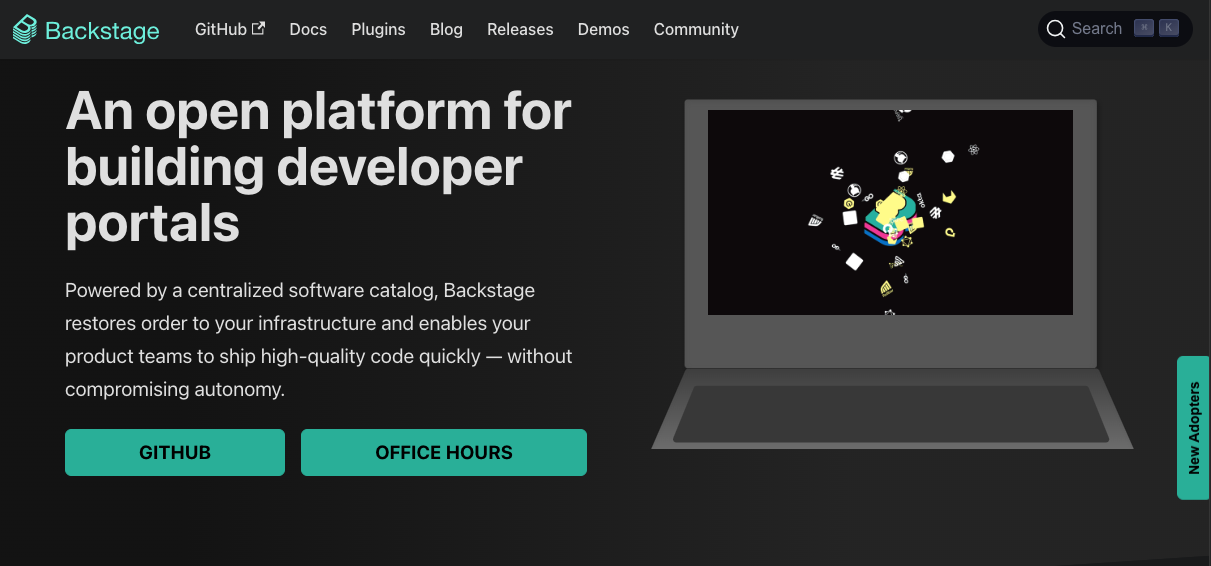 Backstage
GitHub
Docs
Plugins
Blog
Releases
Demos
Community
Search
⌘
K
An open platform for
building developer
portals
Powered by a centralized software catalog, Backstage
restores order to your infrastructure and enables your
product teams to ship high-quality code quickly — without
compromising autonomy.
GITHUB
OFFICE HOURS
okta
New Adopters